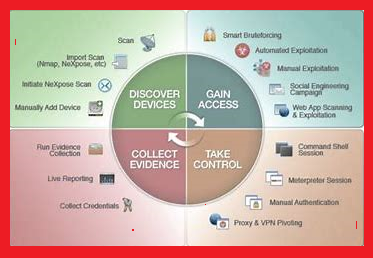 Scan
Import Scan
(Nmap, NeXpose, etc)
Initiate NeXpose Scan
Manually Add Device
DISCOVER
DEVICES
GAIN
ACCESS
Smart Bruteforcing
Automated Exploitation
Manual Exploitation
Social Engineering
Campaign
Web App Scanning
& Exploitation
Run Evidence
Collection
Live Reporting
Collect Credentials
COLLECT
EVIDENCE
TAKE
CONTROL
Command Shell
Session
Meterpreter Session
Manual Authentication
Proxy & VPN Pivoting